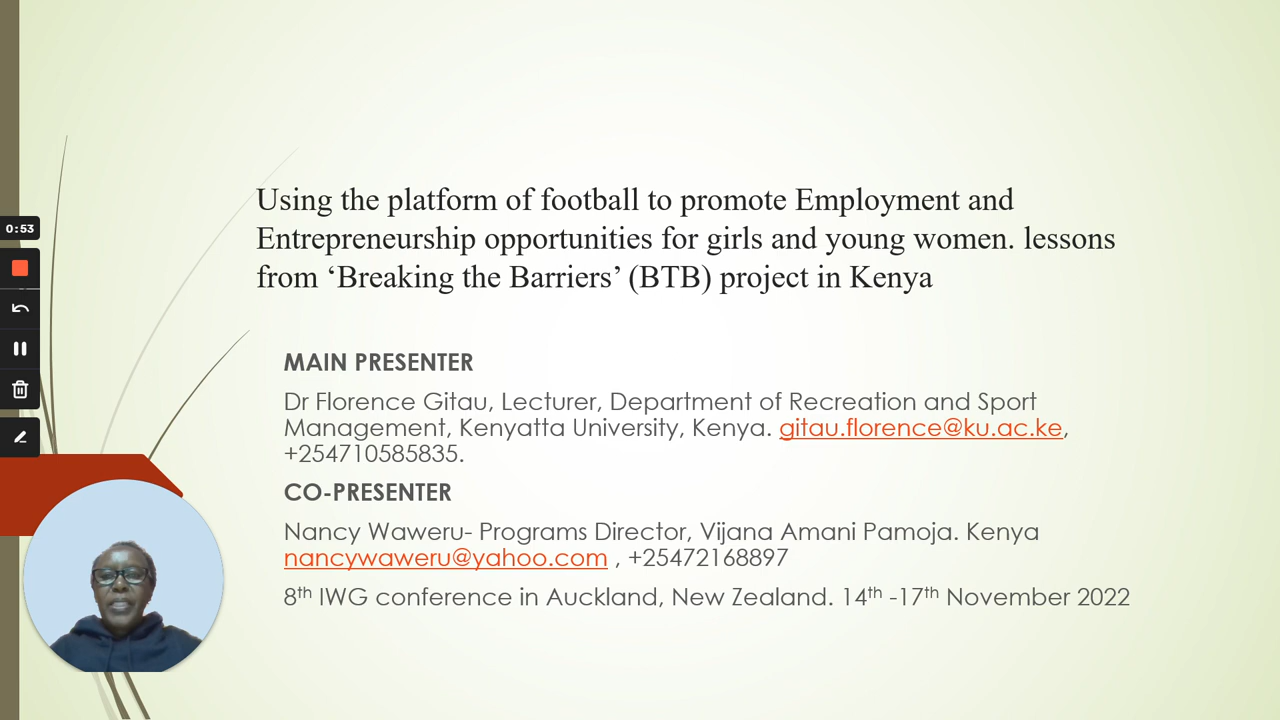 Using the platform of football to promote Employment and
Entrepreneurship opportunities for girls and young women. lessons
from ‘Breaking the Barriers’ (BTB) project in Kenya
0:53
MAIN PRESENTER
Dr Florence Gitau, Lecturer, Department of Recreation and Sport
Management, Kenyatta University, Kenya. gitau.florence@ku.ac.ke,
+254710585835.
CO-PRESENTER
Nancy Waweru- Programs Director, Vijana Amani Pamoja. Kenya
nancywaweru@yahoo.com , +25472168897
8th IWG conference in Auckland, New Zealand. 14th -17th November 2022